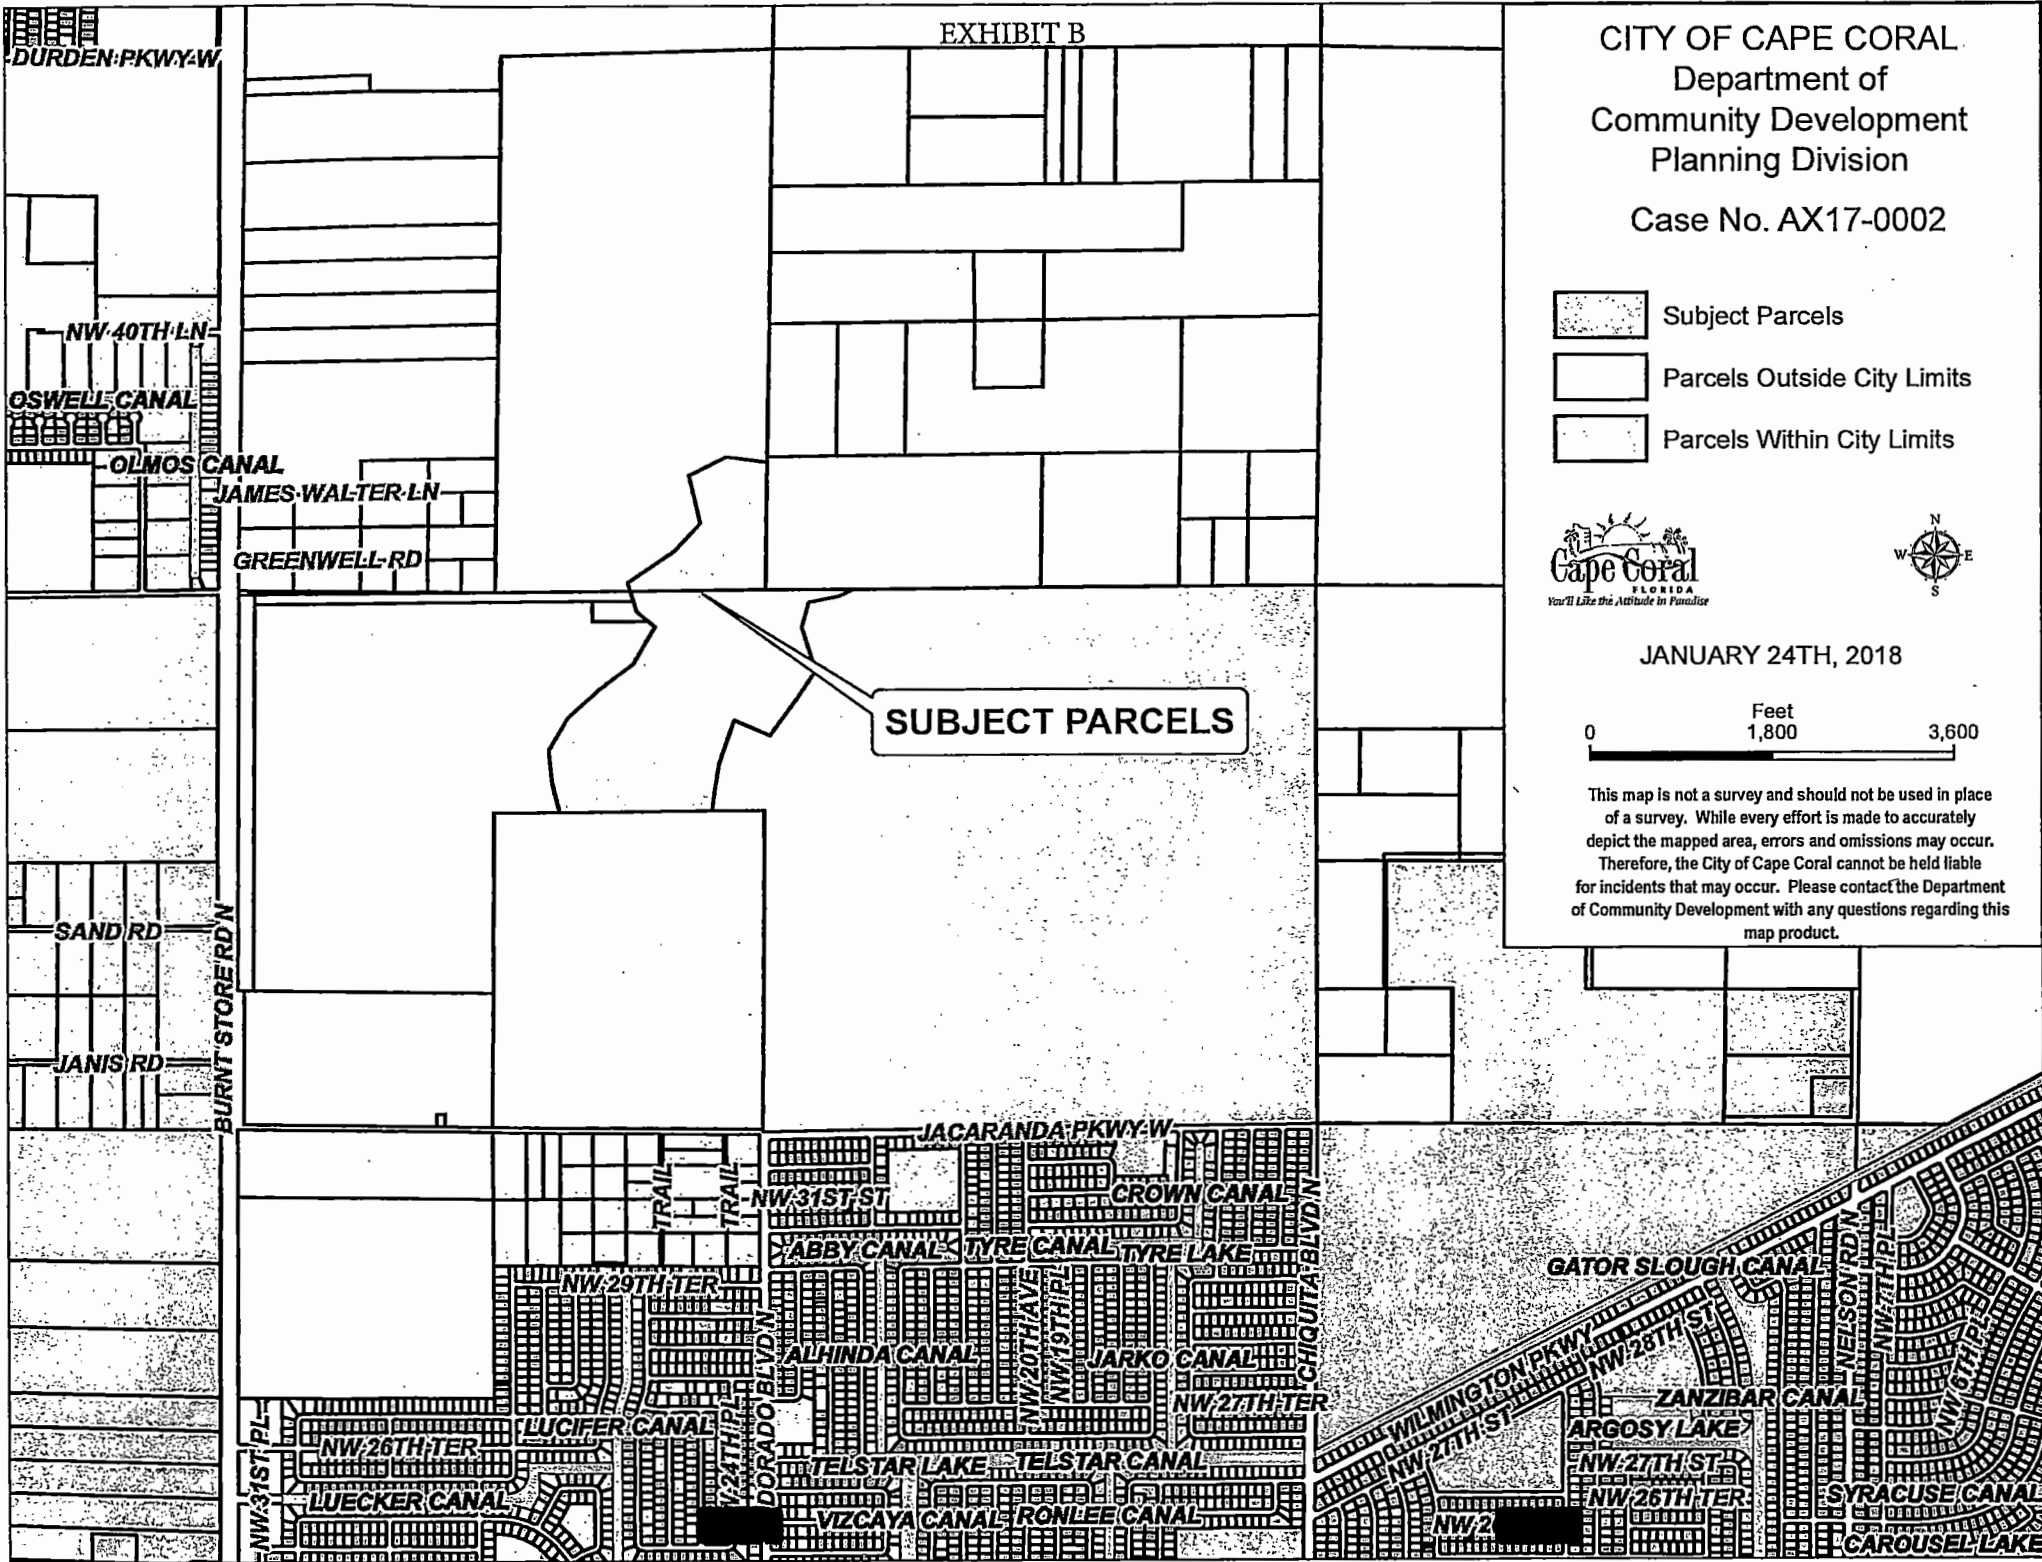 EXHIBIT B
CITY OF CAPE CORAL
Department of
Community Development
Planning Division
Case No. AX17-0002
Subject Parcels
Parcels Outside City Limits
Parcels Within City Limits
N
W
E
S
Cape Coral
FLORIDA
You'll Like the Attitude in Paradise
JANUARY 24TH, 2018
Feet
0 1,800 3,600
This map is not a survey and should not be used in place
of a survey. While every effort is made to accurately
depict the mapped area, errors and omissions may occur.
Therefore, the City of Cape Coral cannot be held liable
for incidents that may occur. Please contact the Department
of Community Development with any questions regarding this
map product.
DURDEN PKWY W
NW 40TH LN
OSWELL CANAL
OLMOS CANAL
JAMES WALTER LN
GREENWELL RD
SUBJECT PARCELS
SAND RD
BURNT STORE RD N
JANIS RD
JACARANDA PKWY W
TRAIL
TRAIL
NW 31ST ST
CROWN CANAL
ABBY CANAL
TYRE CANAL
TYRE LAKE
CHIQUITA BLVD N
NW 29TH TER
NW 20TH AVE
NW 19TH PL
GATOR SLOUGH CANAL
NELSON RD N
NW 7TH PL
ALHINDA CANAL
JARKO CANAL
WILMINGTON PKWY
NW 28TH ST
NW 6TH PL
DORADO BLVD N
NW 27TH TER
ZANZIBAR CANAL
LUCIFER CANAL
ARGOSY LAKE
NW 31ST PL
NW 26TH TER
NW 27TH ST
TELSTAR LAKE
TELSTAR CANAL
NW 27TH ST
LUECKER CANAL
24TH PL
NW 26TH TER
SYRACUSE CANAL
VIZCAYA CANAL
RONLEE CANAL
NW 2
CAROUSEL LAKE